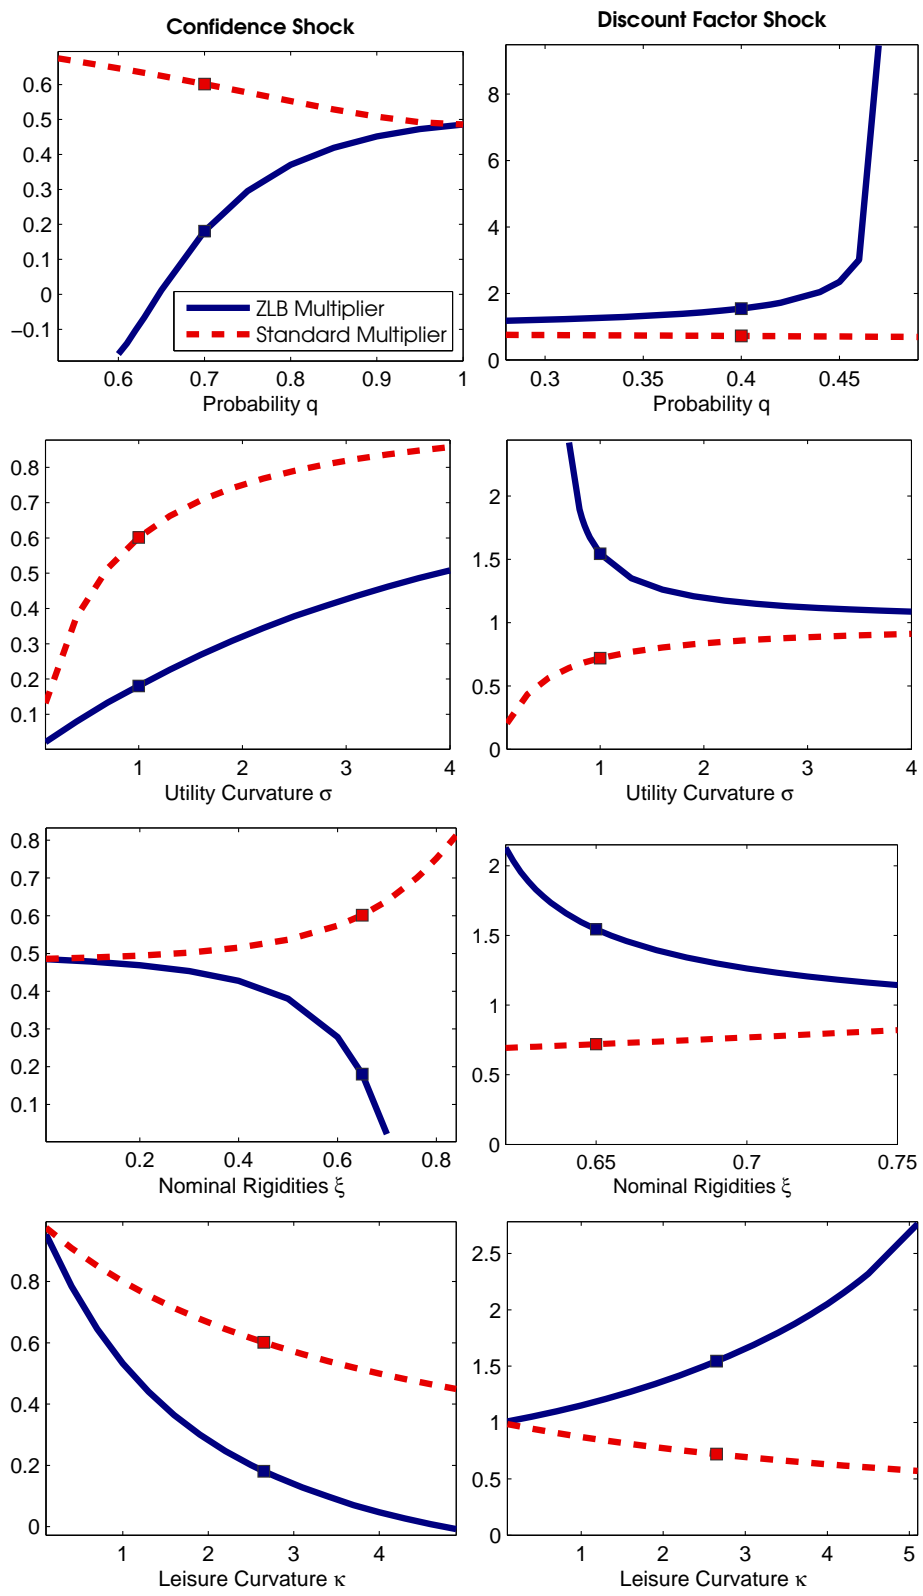 Confidence Shock
0.6
0.5
0.4
0.3
0.2
0.1
0
−0.1
ZLB Multiplier
Standard Multiplier
0.6 0.7 0.8 0.9 1
Probability q
Discount Factor Shock
8
6
4
2
0
0.3 0.35 0.4 0.45
Probability q
0.8
0.7
0.6
0.5
0.4
0.3
0.2
0.1
1 2 3 4
Utility Curvature σ
2
1.5
1
0.5
0
1 2 3 4
Utility Curvature σ
0.8
0.7
0.6
0.5
0.4
0.3
0.2
0.1
0.2 0.4 0.6 0.8
Nominal Rigidities ξ
2
1.5
1
0.5
0
0.65 0.7 0.75
Nominal Rigidities ξ
0.8
0.6
0.4
0.2
0
1 2 3 4
Leisure Curvature κ
2.5
2
1.5
1
0.5
0
1 2 3 4 5
Leisure Curvature κ